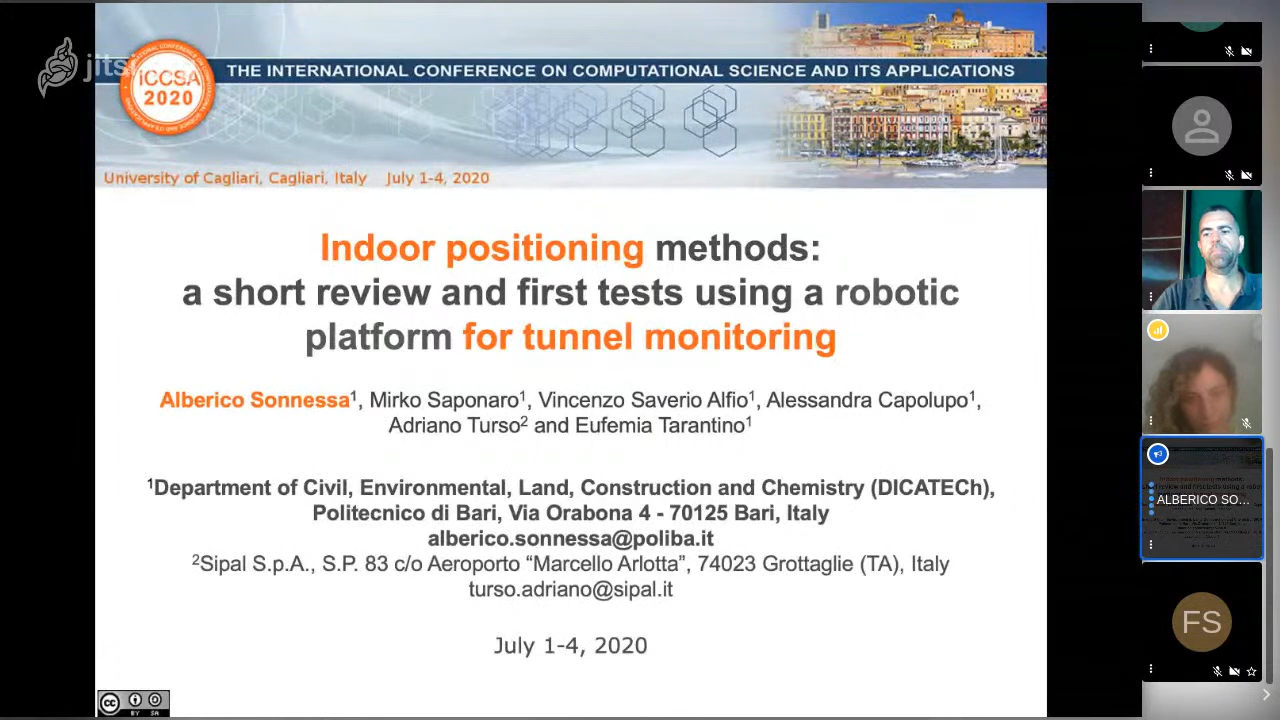 jitsi
iCCSA
2020
THE INTERNATIONAL CONFERENCE ON COMPUTATIONAL SCIENCE AND ITS APPLICATIONS
University of Cagliari, Cagliari, Italy July 1-4, 2020
Indoor positioning methods:
a short review and first tests using a robotic
platform for tunnel monitoring
Alberico Sonnessa¹, Mirko Saponaro¹, Vincenzo Saverio Alfio¹, Alessandra Capolupo¹,
Adriano Turso² and Eufemia Tarantino¹
¹Department of Civil, Environmental, Land, Construction and Chemistry (DICATECh),
Politecnico di Bari, Via Orabona 4 - 70125 Bari, Italy
alberico.sonnessa@poliba.it
²Sipal S.p.A., S.P. 83 c/o Aeroporto “Marcello Arlotta”, 74023 Grottaglie (TA), Italy
turso.adriano@sipal.it
July 1-4, 2020
cc BY SA
ALBERICO SO...
FS